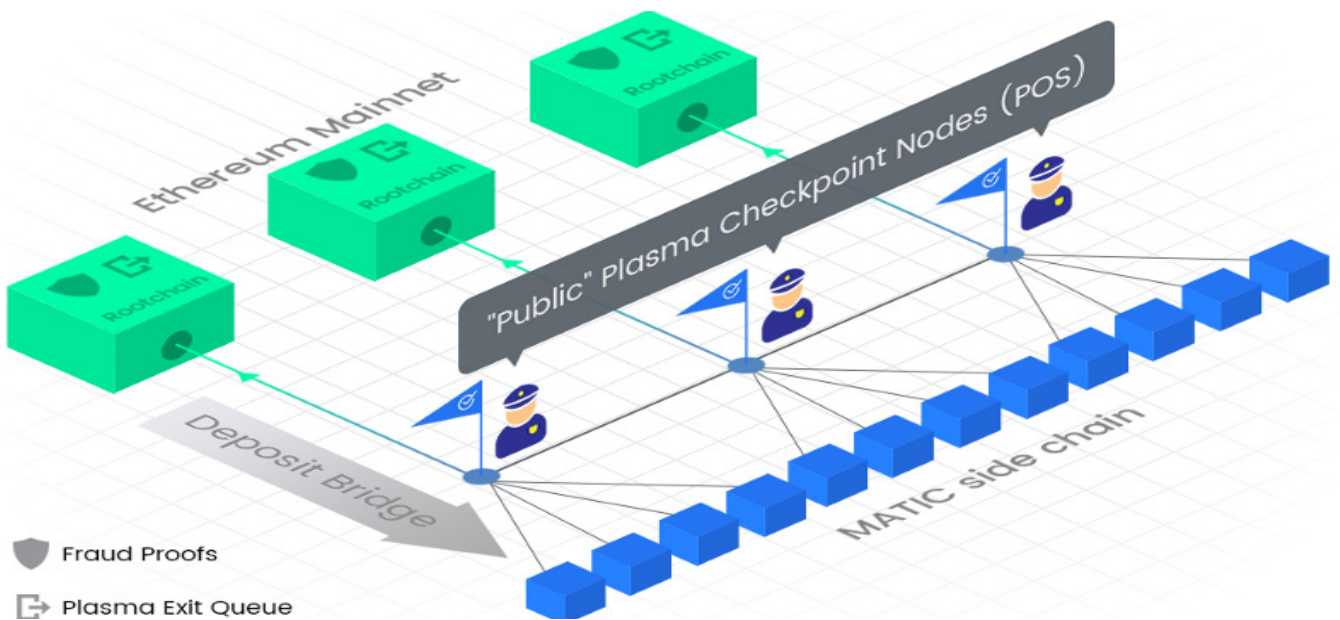 Rootchain
Ethereum Mainnet
Rootchain
Rootchain
"Public" Plasma Checkpoint Nodes (POS)
Deposit Bridge
MATIC side chain
Fraud Proofs
Plasma Exit Queue